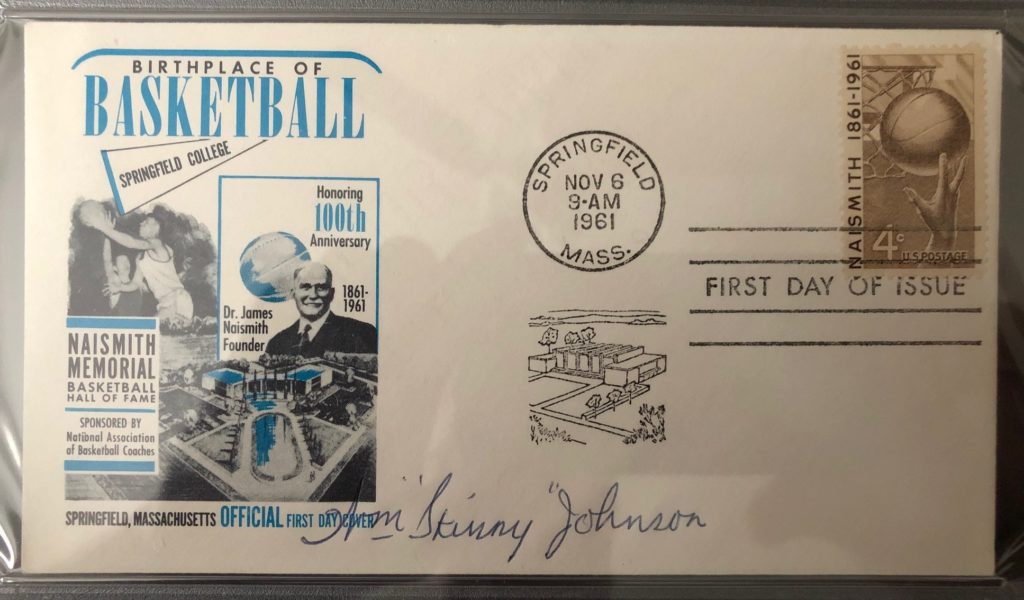 BIRTHPLACE OF
BASKETBALL
SPRINGFIELD COLLEGE
Honoring
100th
Anniversary
1861-
1961
Dr. James
Naismith
Founder
NAISMITH
MEMORIAL
BASKETBALL
HALL OF FAME
SPONSORED BY
National Association
of Basketball Coaches
SPRINGFIELD, MASSACHUSETTS OFFICIAL FIRST DAY COVER
Wm "Skinny" Johnson
SPRINGFIELD
NOV 6
9-AM
1961
MASS.
NAISMITH 1861-1961
4c
U.S. POSTAGE
FIRST DAY OF ISSUE